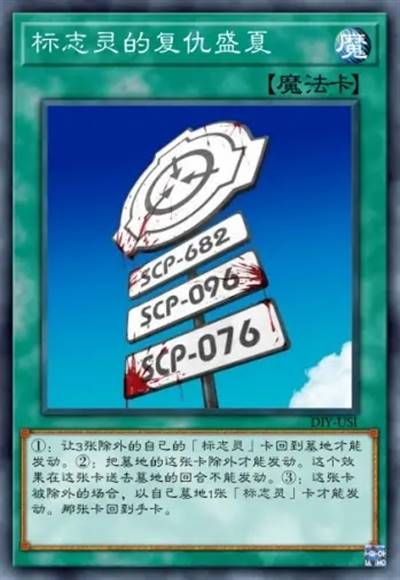 标志灵的复仇盛夏
魔
【魔法卡】
SCP-682
SCP-096
SCP-076
DIY-USI
①：让3张除外的自己的「标志灵」卡回到墓地才能
发动。②：把墓地的这张卡除外才能发动。这个效
果在这张卡送去墓地的回合不能发动。③：这张卡
被除外的场合，以自己墓地1张「标志灵」卡才能发
动。那张卡回到手卡。